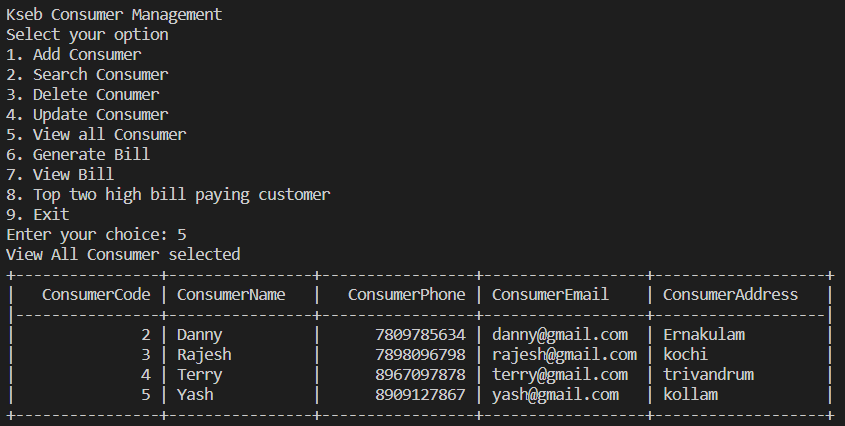 Kseb Consumer Management
Select your option
1. Add Consumer
2. Search Consumer
3. Delete Conumer
4. Update Consumer
5. View all Consumer
6. Generate Bill
7. View Bill
8. Top two high bill paying customer
9. Exit
Enter your choice: 5
View All Consumer selected
+----------------+----------------+-----------------+------------------+-------------------+
|   ConsumerCode | ConsumerName   |   ConsumerPhone | ConsumerEmail    | ConsumerAddress   |
|----------------+----------------+-----------------+------------------+-------------------|
|              2 | Danny          |      7809785634 | danny@gmail.com  | Ernakulam         |
|              3 | Rajesh         |      7898096798 | rajesh@gmail.com | kochi             |
|              4 | Terry          |      8967097878 | terry@gmail.com  | trivandrum        |
|              5 | Yash           |      8909127867 | yash@gmail.com   | kollam            |
+----------------+----------------+-----------------+------------------+-------------------+